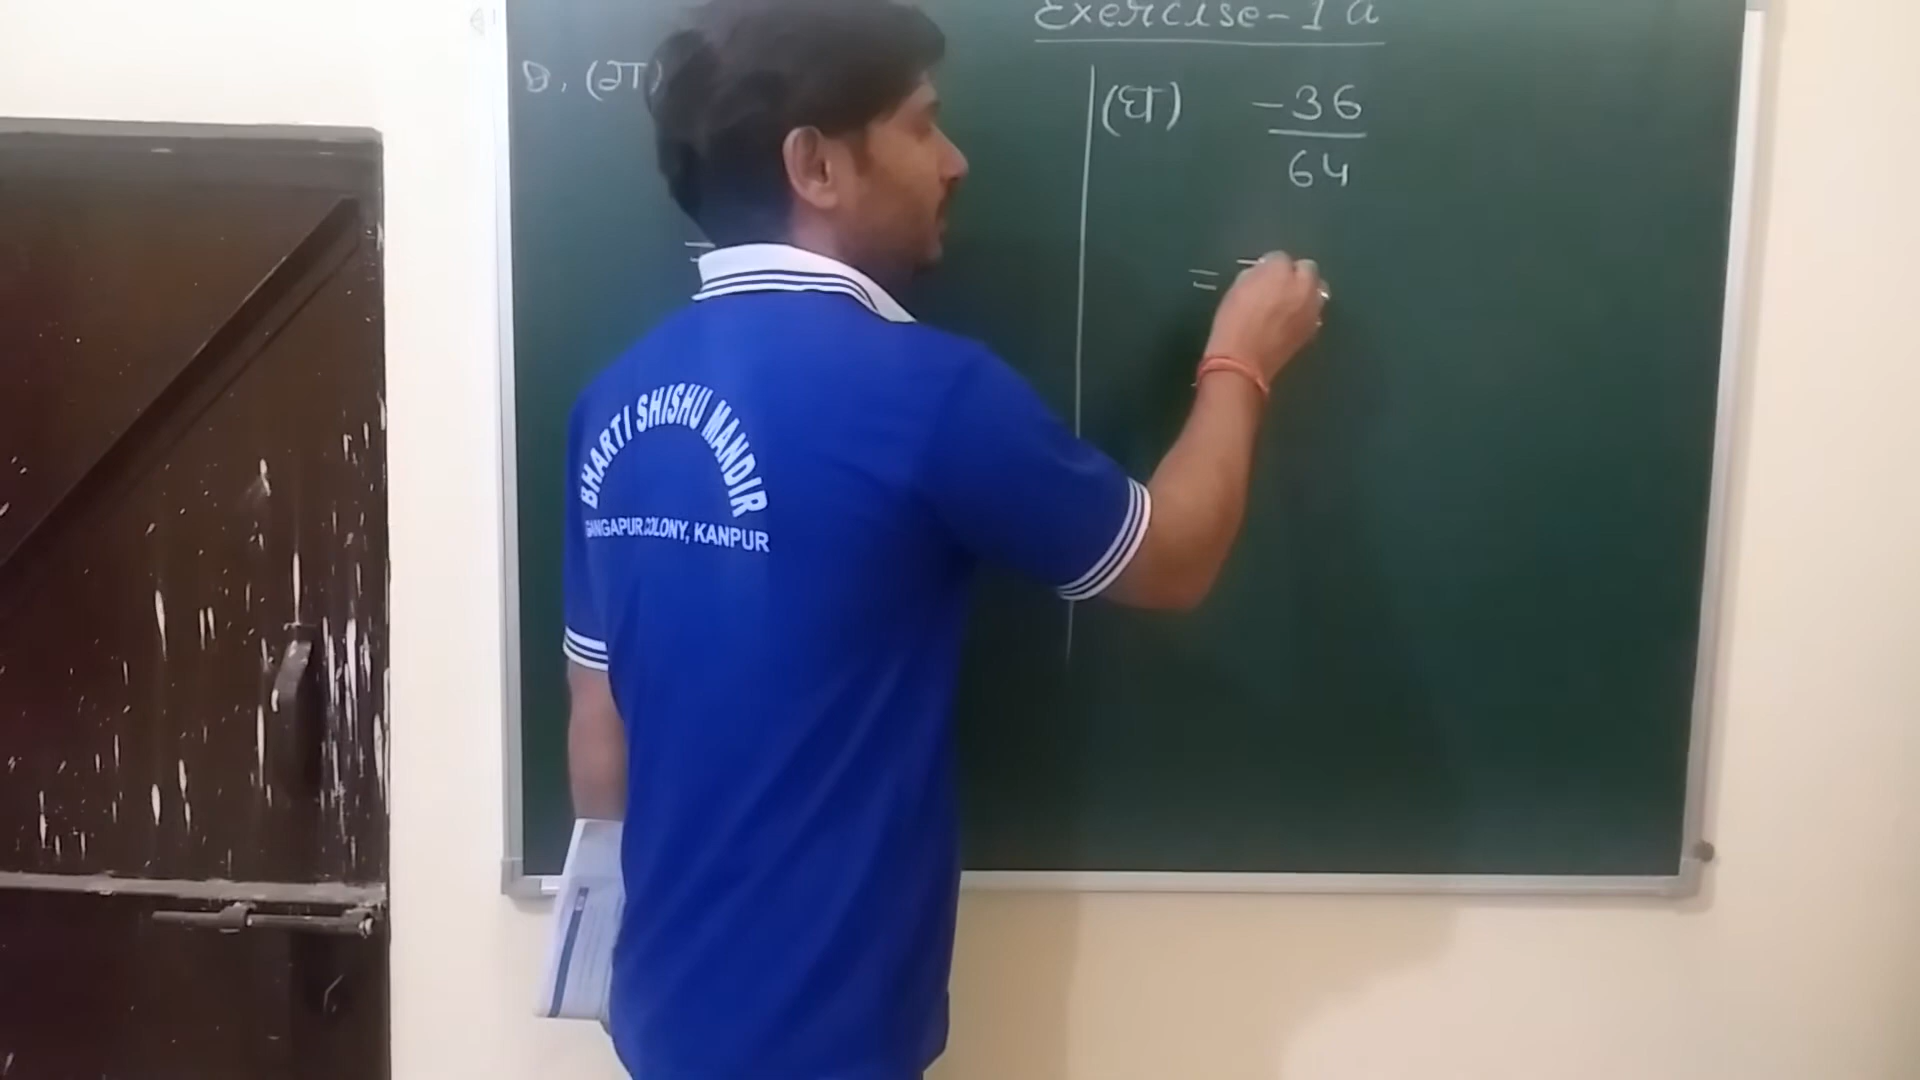 Exercise-1a
(ग)
(घ) -36
64
= -
BHARTI SHISHU MANDIR
GANGAPUR COLONY, KANPUR